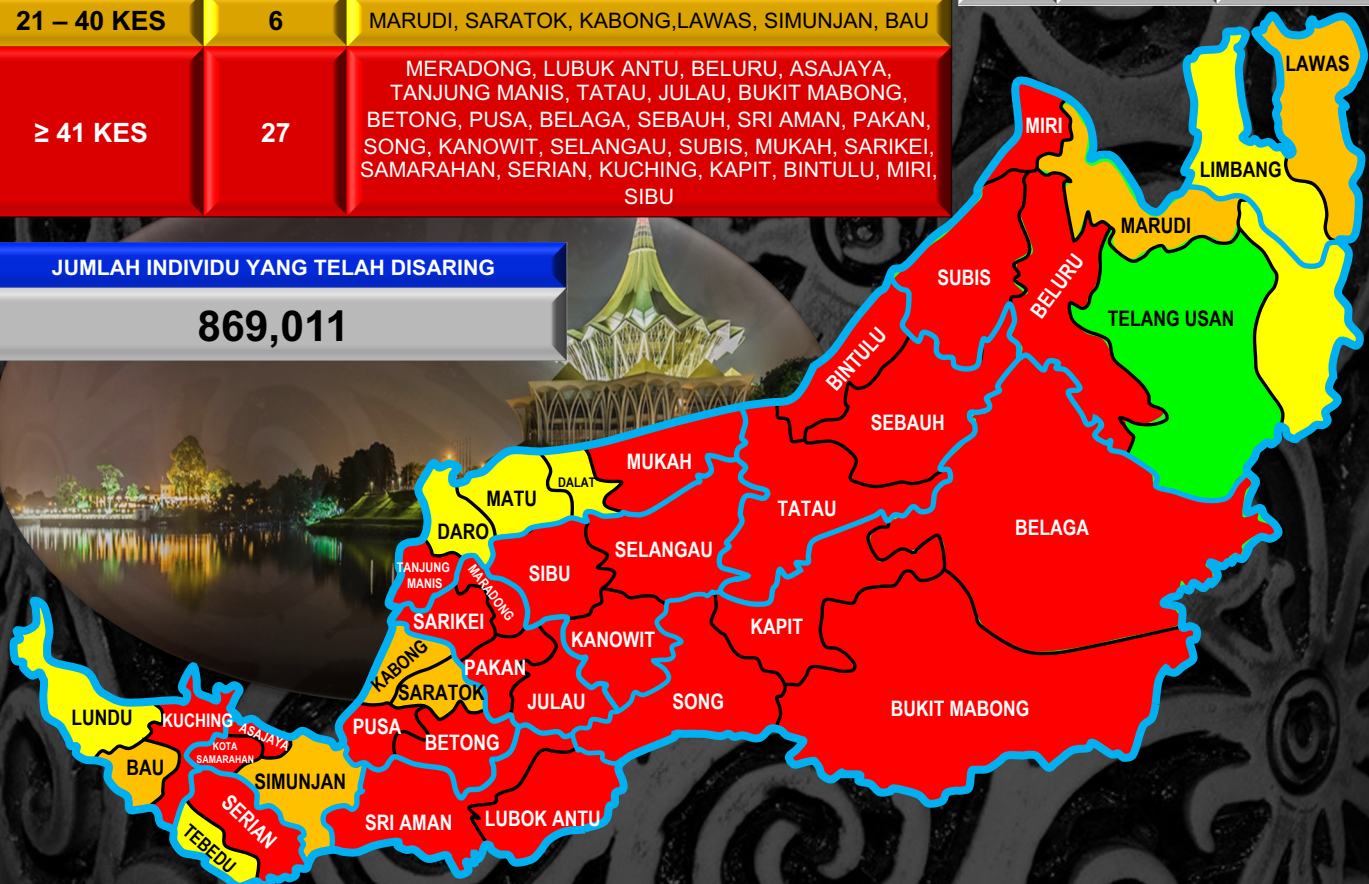 21 – 40 KES
6
MARUDI, SARATOK, KABONG,LAWAS, SIMUNJAN, BAU
≥ 41 KES
27
MERADONG, LUBUK ANTU, BELURU, ASAJAYA,
TANJUNG MANIS, TATAU, JULAU, BUKIT MABONG,
BETONG, PUSA, BELAGA, SEBAUH, SRI AMAN, PAKAN,
SONG, KANOWIT, SELANGAU, SUBIS, MUKAH, SARIKEI,
SAMARAHAN, SERIAN, KUCHING, KAPIT, BINTULU, MIRI,
SIBU
JUMLAH INDIVIDU YANG TELAH DISARING
869,011
LAWAS
MIRI
LIMBANG
MARUDI
SUBIS
BELURU
TELANG USAN
BINTULU
SEBAUH
MUKAH
DALAT
MATU
DARO
TATAU
BELAGA
SELANGAU
SIBU
TANJUNG
MANIS
MARADONG
SARIKEI
KAPIT
KANOWIT
KABONG
PAKAN
SARATOK
JULAU
SONG
BUKIT MABONG
LUNDU
KUCHING
ASAJAYA
PUSA
BETONG
KOTA
SAMARAHAN
BAU
SIMUNJAN
SERIAN
SRI AMAN
LUBOK ANTU
TEBEDU